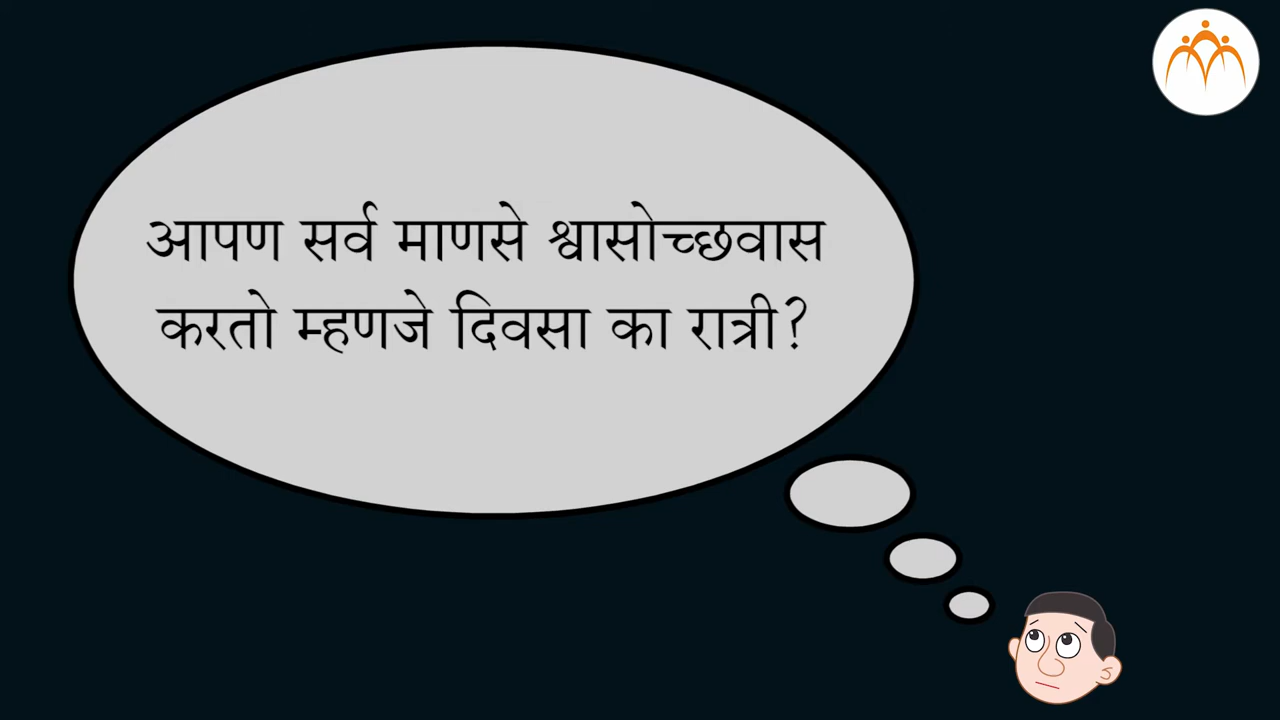 आपण सर्व माणसे श्वासोच्छवास
करतो म्हणजे दिवसा का रात्री?